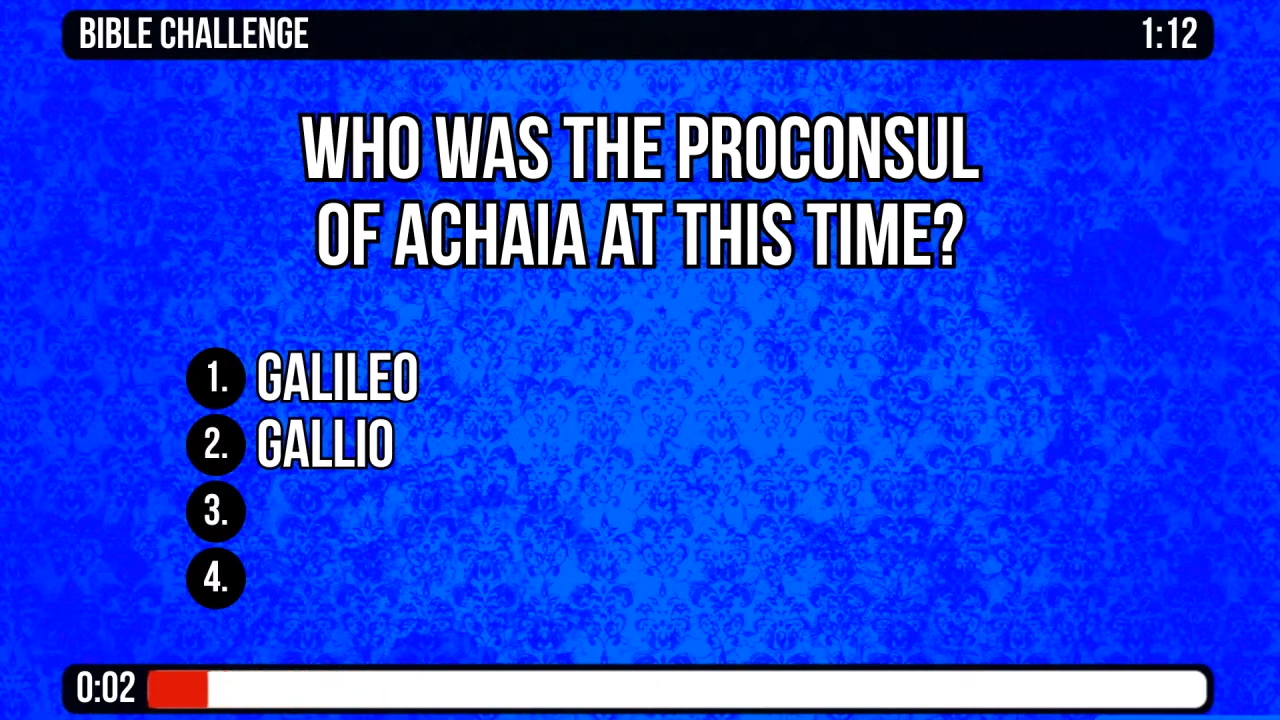 BIBLE CHALLENGE
1:12
WHO WAS THE PROCONSUL
OF ACHAIA AT THIS TIME?
1. GALILEO
2. GALLIO
3.
4.
0:02